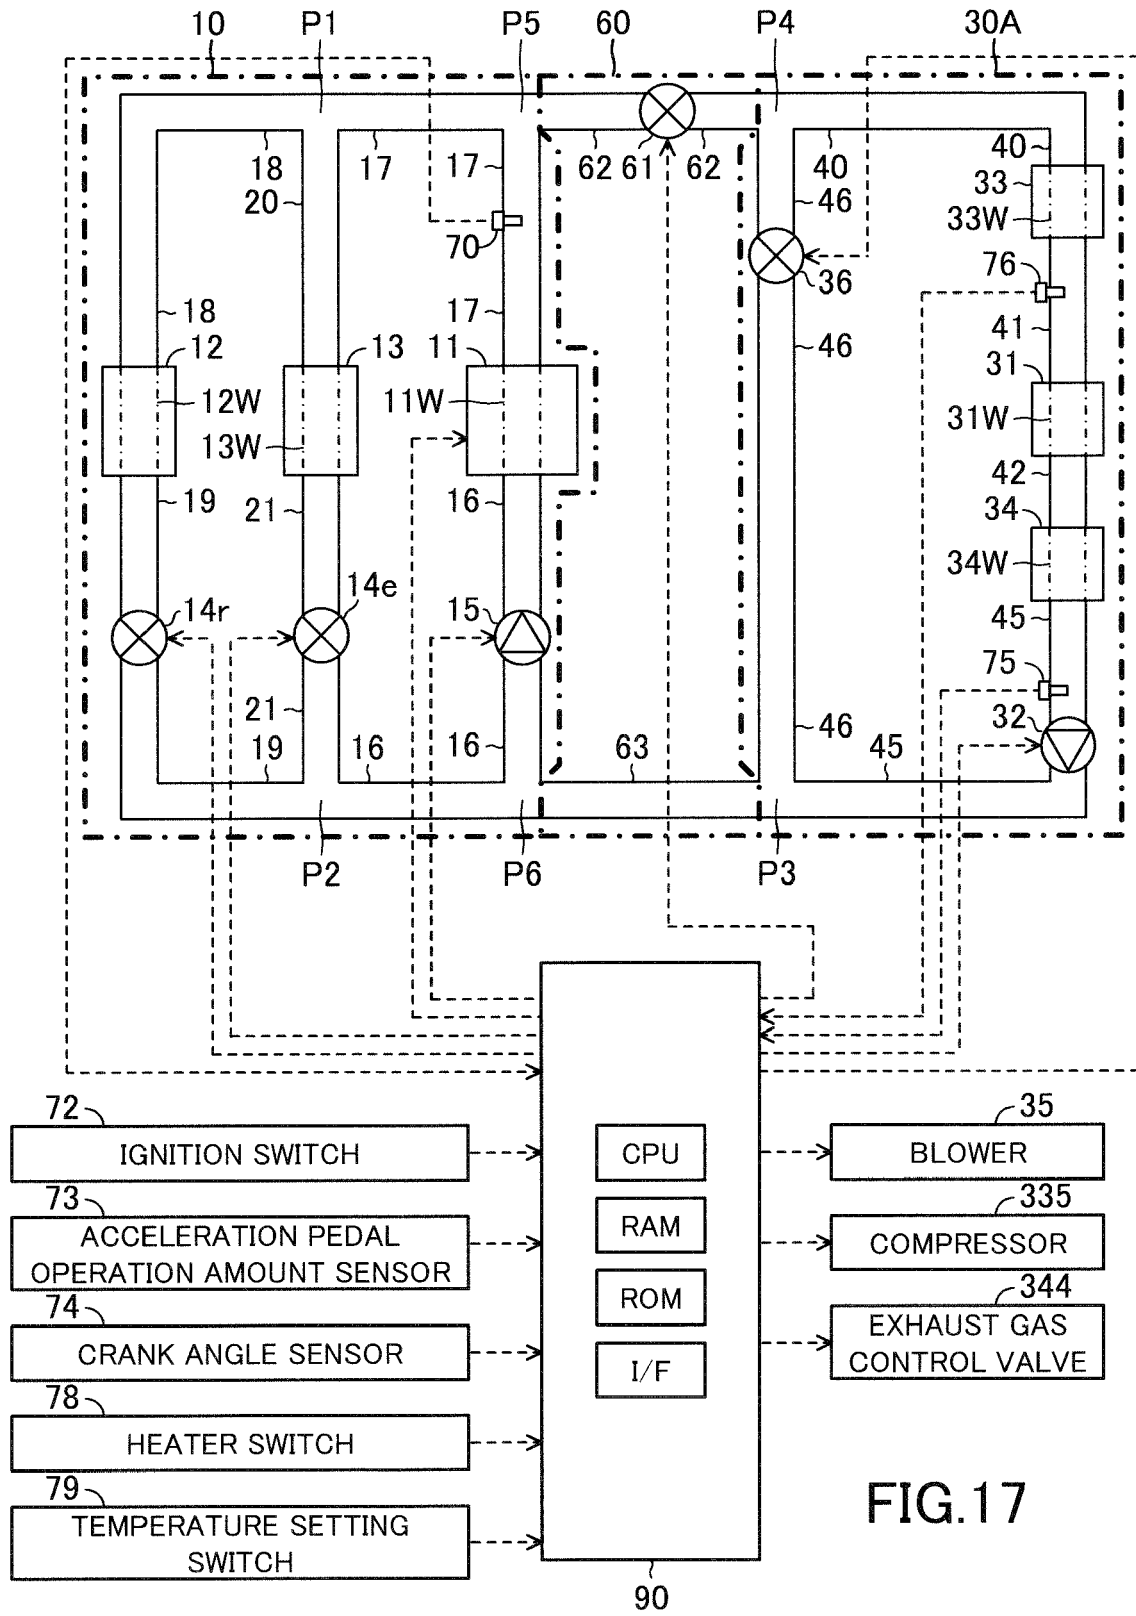 10 P1 P5 60 P4 30A
18 17 62 61 62 40 40
18 17 33
20 46 33W
70 36 76
18 17 46 41
12 13 11 31
12W 11W 31W
13W 42
19 21 16 34
34W
14r 14e 15 45
75
21 46 32
19 16 16 63 45
P2 P6 P3
72
IGNITION SWITCH
73
ACCELERATION PEDAL
OPERATION AMOUNT SENSOR
74
CRANK ANGLE SENSOR
78
HEATER SWITCH
79
TEMPERATURE SETTING
SWITCH
CPU
RAM
ROM
I/F
90
35
BLOWER
335
COMPRESSOR
344
EXHAUST GAS
CONTROL VALVE
FIG.17